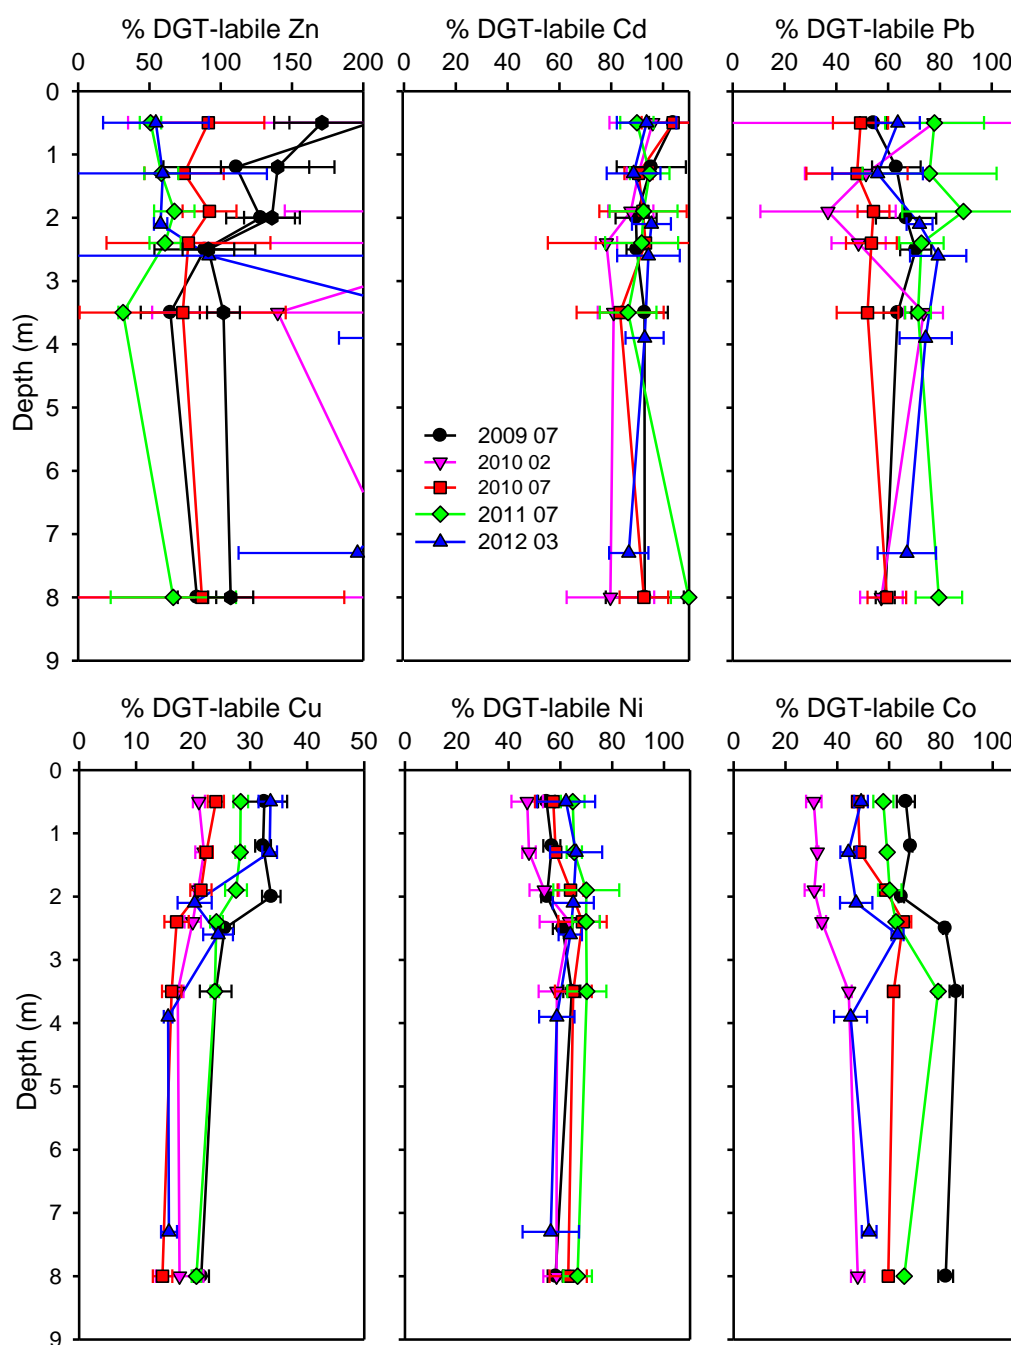 % DGT-labile Zn
% DGT-labile Cd
% DGT-labile Pb
0 50 100 150 200
0 20 40 60 80 100
0 20 40 60 80 100
0
1
2
3
4
5
6
7
8
9
Depth (m)
2009 07
2010 02
2010 07
2011 07
2012 03
% DGT-labile Cu
% DGT-labile Ni
% DGT-labile Co
0 10 20 30 40 50
0 20 40 60 80 100
0 20 40 60 80 100
0
1
2
3
4
5
6
7
8
9
Depth (m)